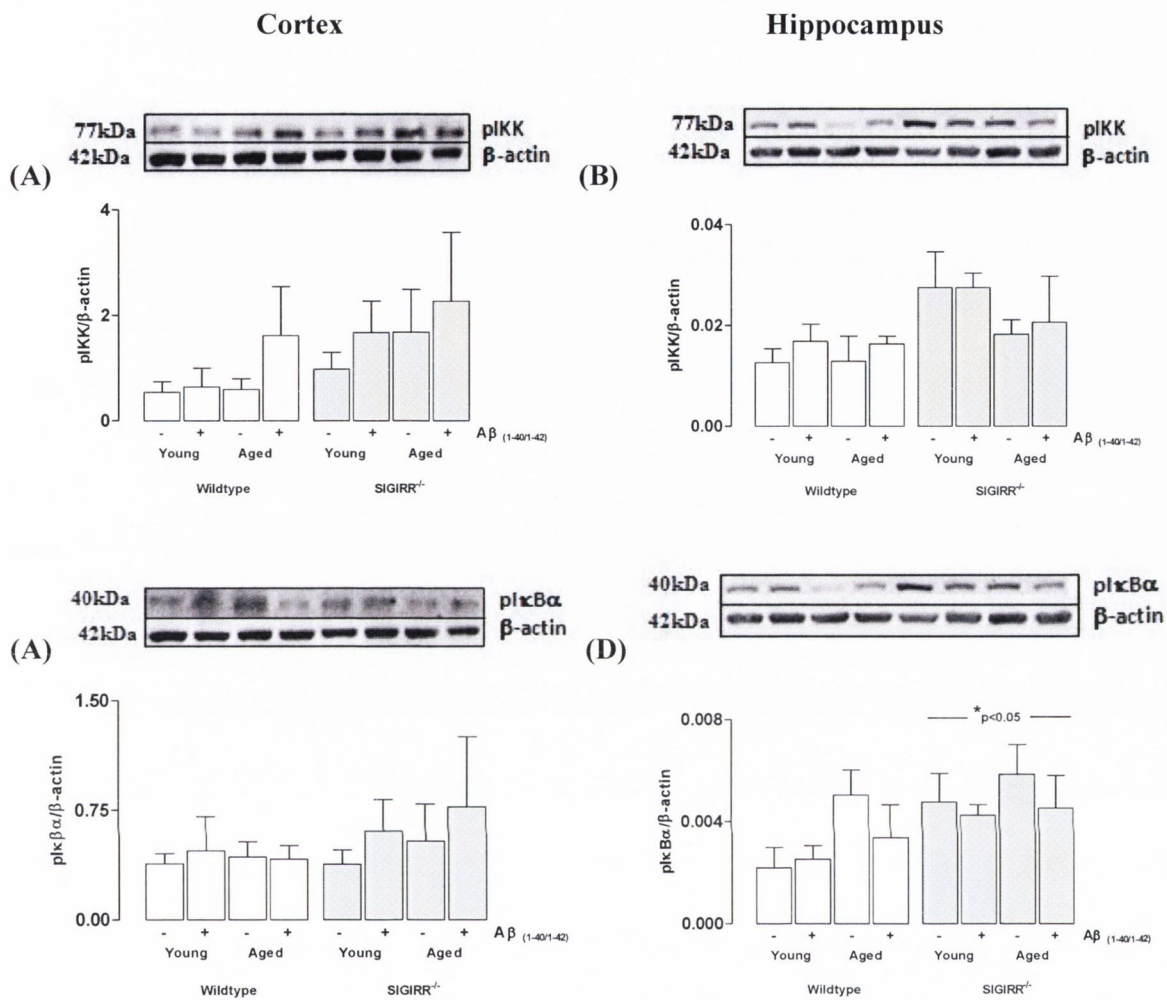 Cortex
Hippocampus
77kDa pIKK
42kDa β-actin
(A)
4
2
0
pIKK/β-actin
- + - + - + - + Aβ (1-40/1-42)
Young Aged Young Aged
Wildtype SIGIRR-/-
77kDa pIKK
42kDa β-actin
(B)
0.04
0.02
0.00
pIKK/β-actin
- + - + - + - + Aβ (1-40/1-42)
Young Aged Young Aged
Wildtype SIGIRR-/-
40kDa pIκBα
42kDa β-actin
(A)
1.50
0.75
0.00
pIκβα/β-actin
- + - + - + - + Aβ (1-40/1-42)
Young Aged Young Aged
Wildtype SIGIRR-/-
40kDa pIκBα
42kDa β-actin
(D)
0.008
0.004
0.000
pIκBα/β-actin
* p<0.05
- + - + - + - + Aβ (1-40/1-42)
Young Aged Young Aged
Wildtype SIGIRR-/-